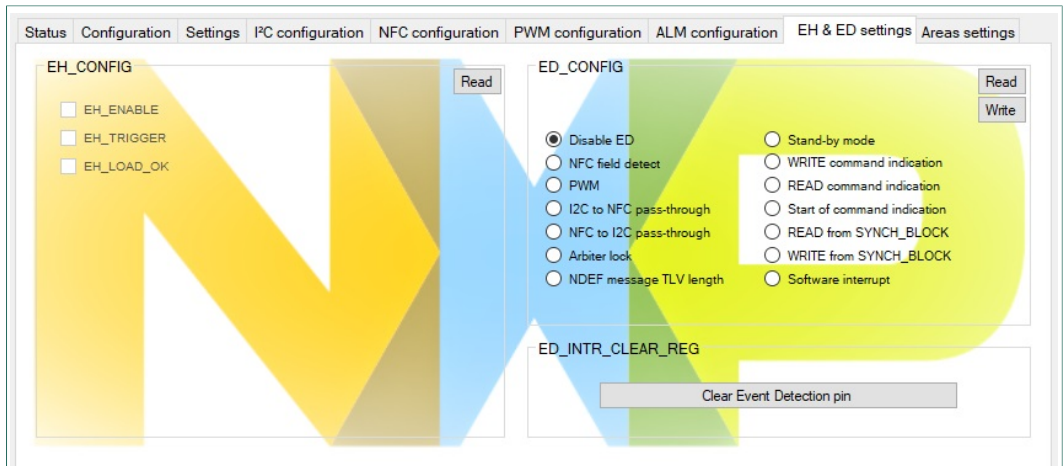 Status Configuration Settings I²C configuration NFC configuration PWM configuration ALM configuration EH & ED settings Areas settings
EH_CONFIG
Read
EH_ENABLE
EH_TRIGGER
EH_LOAD_OK
ED_CONFIG
Read
Write
Disable ED
NFC field detect
PWM
I2C to NFC pass-through
NFC to I2C pass-through
Arbiter lock
NDEF message TLV length
Stand-by mode
WRITE command indication
READ command indication
Start of command indication
READ from SYNCH_BLOCK
WRITE from SYNCH_BLOCK
Software interrupt
ED_INTR_CLEAR_REG
Clear Event Detection pin
NXP